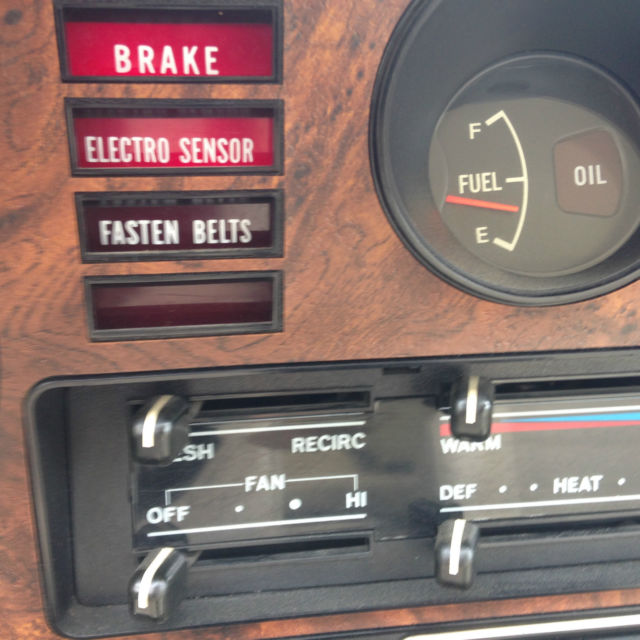 BRAKE
ELECTRO SENSOR
FASTEN BELTS
F
FUEL
E
OIL
RECIRC
FAN
OFF
HI
WARM
DEF
HEAT